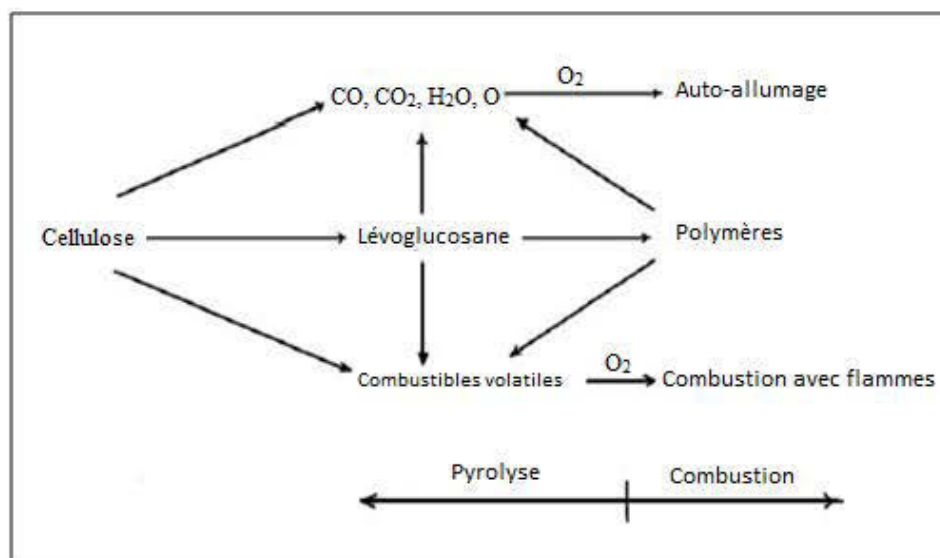 CO, CO₂, H₂O, O
O₂
Auto-allumage
Cellulose
Lévoglucosane
Polymères
Combustibles volatiles
O₂
Combustion avec flammes
Pyrolyse
Combustion